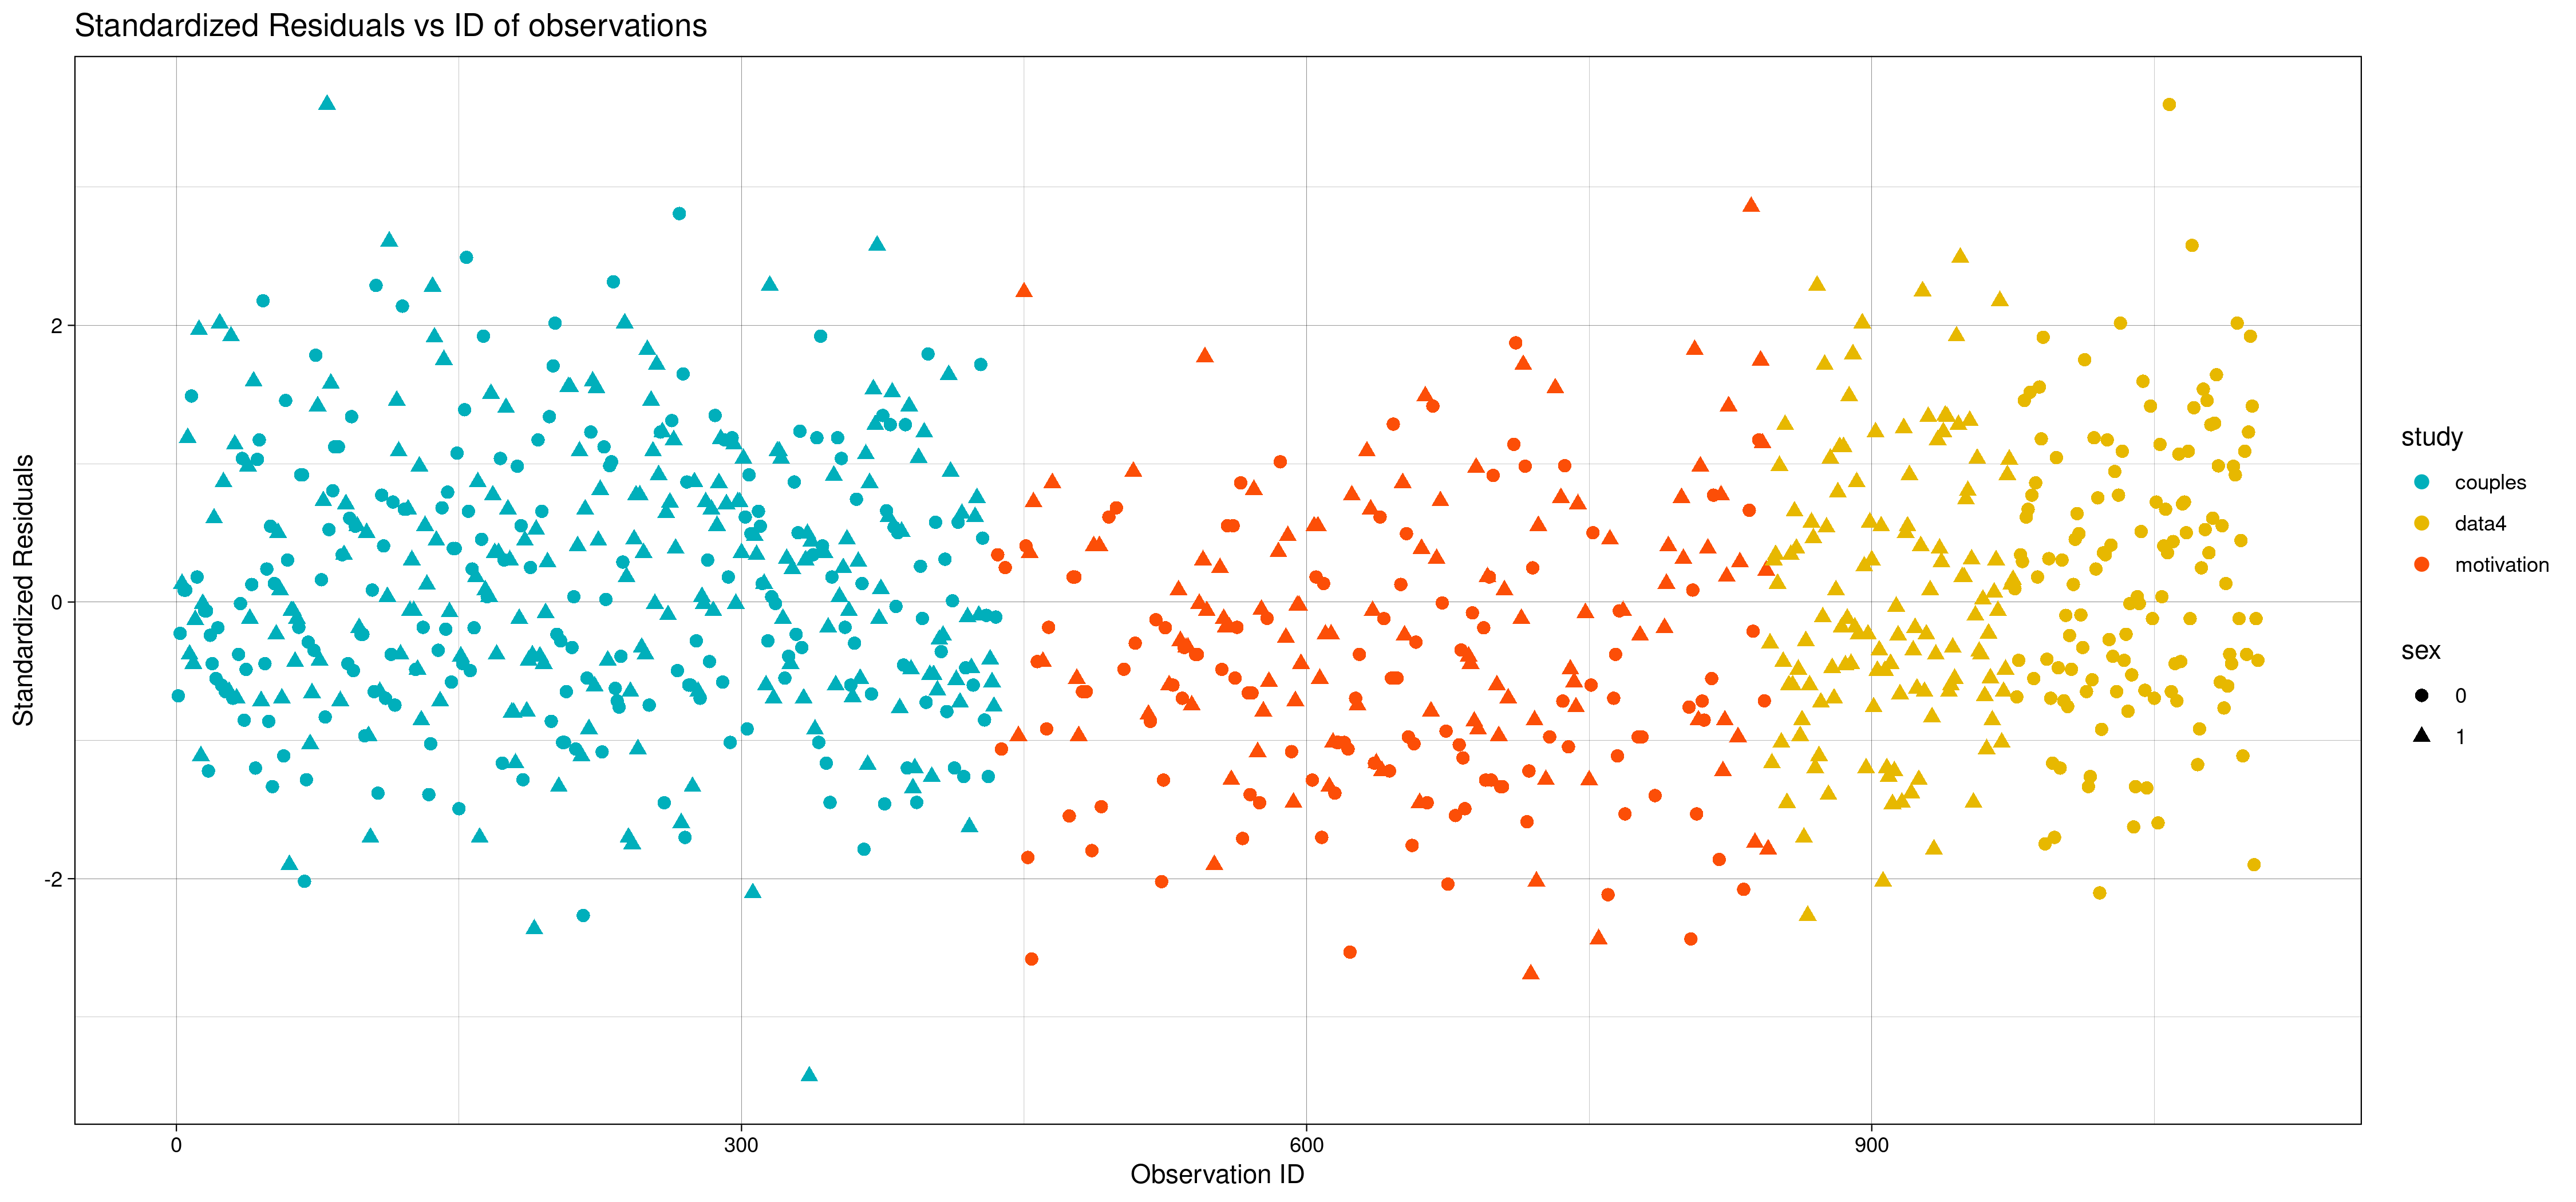 Standardized Residuals vs ID of observations
Standardized Residuals
2
0
-2
0
300
600
900
Observation ID
study
couples
data4
motivation
sex
0
1